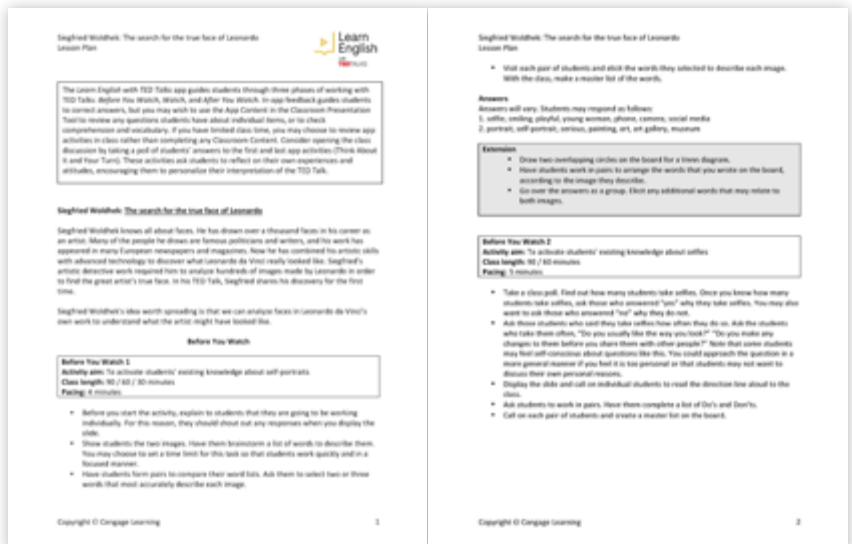 Siegfried Woldhek: The search for the true face of Leonardo
Lesson Plan
Learn
English
The Learn English with TED Talks app guides students through three phases of working with
TED Talks: Before You Watch, Watch, and After You Watch. In-app feedback guides students
to correct answers, but you may wish to use the App Content in the Classroom Presentation
Tool to review any questions students have about individual items, or to check
comprehension and vocabulary. If you have limited class time, you may choose to review app
activities in class rather than completing any Classroom Content. Consider opening the class
discussion by taking a poll of students' answers to the first and last app activities (Think About
It and Your Turn). These activities ask students to reflect on their own experiences and
attitudes, encouraging them to personalize their interpretation of the TED Talk.
Siegfried Woldhek: The search for the true face of Leonardo
Siegfried Woldhek knows all about faces. He has drawn over a thousand faces in his career as
an artist. Many of the people he draws are famous politicians and writers, and his work has
appeared in many European newspapers and magazines. Now he has combined his artistic skills
with advanced technology to discover what Leonardo da Vinci really looked like. Siegfried's
artistic detective work required him to analyze hundreds of images made by Leonardo in order
to find the great artist's true face. In his TED Talk, Siegfried shares his discovery for the first
time.
Siegfried Woldhek's idea worth spreading is that we can analyze faces in Leonardo da Vinci's
own work to understand what the artist might have looked like.
Before You Watch
Before You Watch 1
Activity aim: To activate students' existing knowledge about self-portraits
Class length: 90 / 60 / 30 minutes
Pacing: 4 minutes
• Before you start the activity, explain to students that they are going to be working
individually. For this reason, they should shout out any responses when you display the
slide.
• Show students the two images. Have them brainstorm a list of words to describe them.
You may choose to set a time limit for this task so that students work quickly and in a
focused manner.
• Have students form pairs to compare their word lists. Ask them to select two or three
words that most accurately describe each image.
Copyright © Cengage Learning 1
Siegfried Woldhek: The search for the true face of Leonardo
Lesson Plan
• Visit each pair of students and elicit the words they selected to describe each image.
With the class, make a master list of the words.
Answers
Answers will vary. Students may respond as follows:
1. selfie, smiling, playful, young woman, phone, camera, social media
2. portrait, self-portrait, serious, painting, art, art gallery, museum
Extension
• Draw two overlapping circles on the board for a Venn diagram.
• Have students work in pairs to arrange the words that you wrote on the board,
according to the image they describe.
• Go over the answers as a group. Elicit any additional words that may relate to
both images.
Before You Watch 2
Activity aim: To activate students' existing knowledge about selfies
Class length: 90 / 60 minutes
Pacing: 5 minutes
• Take a class poll. Find out how many students take selfies. Once you know how many
students take selfies, ask those who answered "yes" why they take selfies. You may also
want to ask those who answered "no" why they do not.
• Ask those students who said they take selfies how often they do so. Ask the students
who take them often, "Do you usually like the way you look?" "Do you make any
changes to them before you share them with other people?" Note that some students
may feel self-conscious about questions like this. You could approach the question in a
more general manner if you feel it is too personal or that students may not want to
discuss their own personal reasons.
• Display the slide and call on individual students to read the direction line aloud to the
class.
• Ask students to work in pairs. Have them complete a list of Do's and Don'ts.
• Call on each pair of students and create a master list on the board.
Copyright © Cengage Learning 2